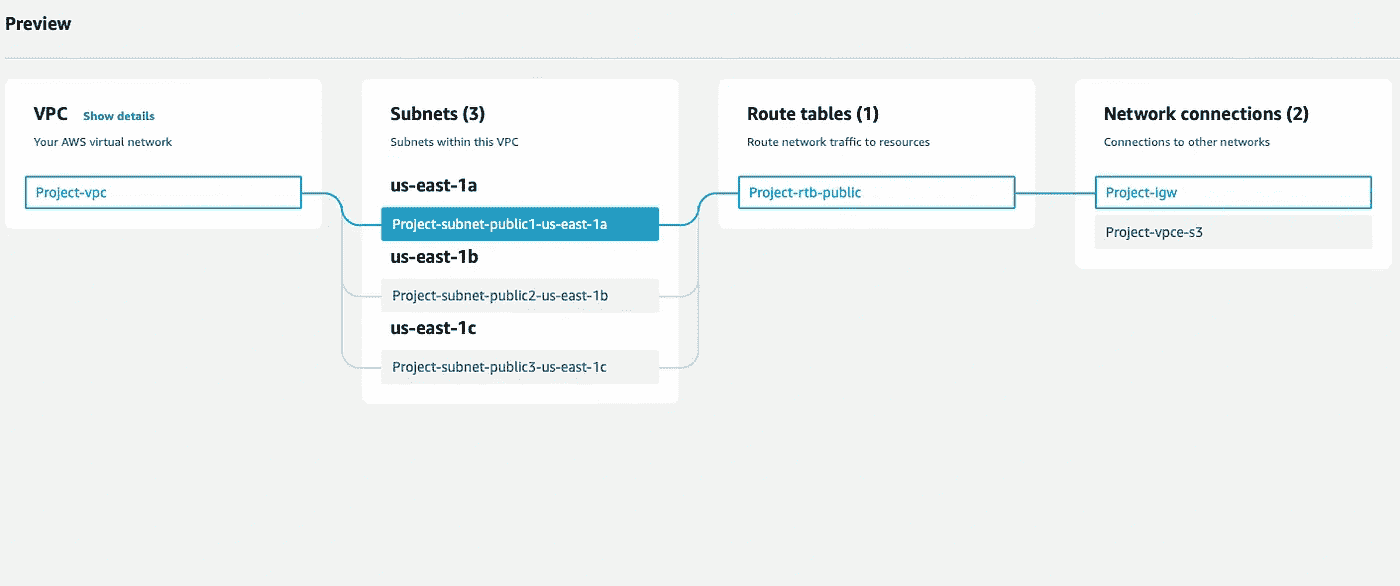 Preview
VPC Show details
Your AWS virtual network
Project-vpc
Subnets (3)
Subnets within this VPC
us-east-1a
Project-subnet-public1-us-east-1a
us-east-1b
Project-subnet-public2-us-east-1b
us-east-1c
Project-subnet-public3-us-east-1c
Route tables (1)
Route network traffic to resources
Project-rtb-public
Network connections (2)
Connections to other networks
Project-igw
Project-vpce-s3